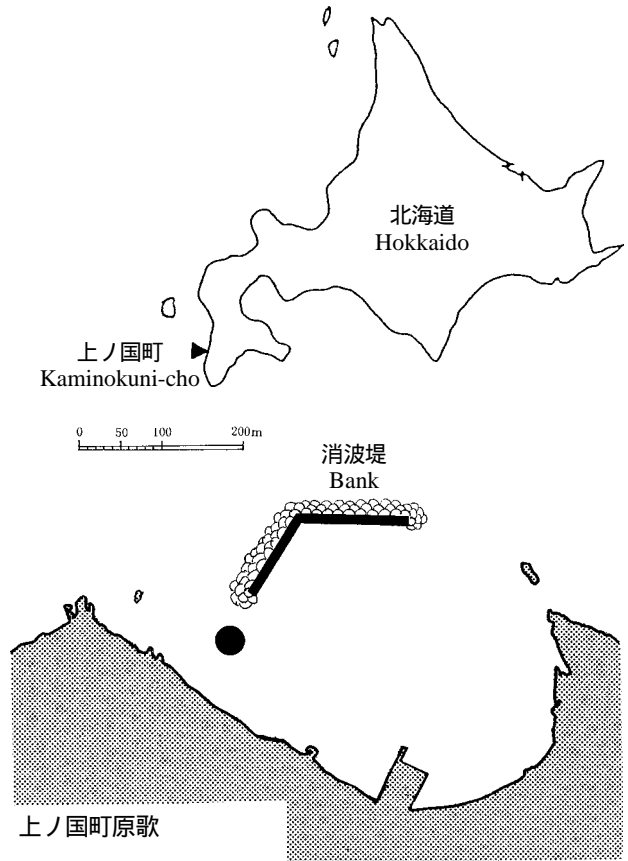 北海道
Hokkaido
上ノ国町
Kaminokuni-cho
0 50 100 200m
消波堤
Bank
上ノ国町原歌